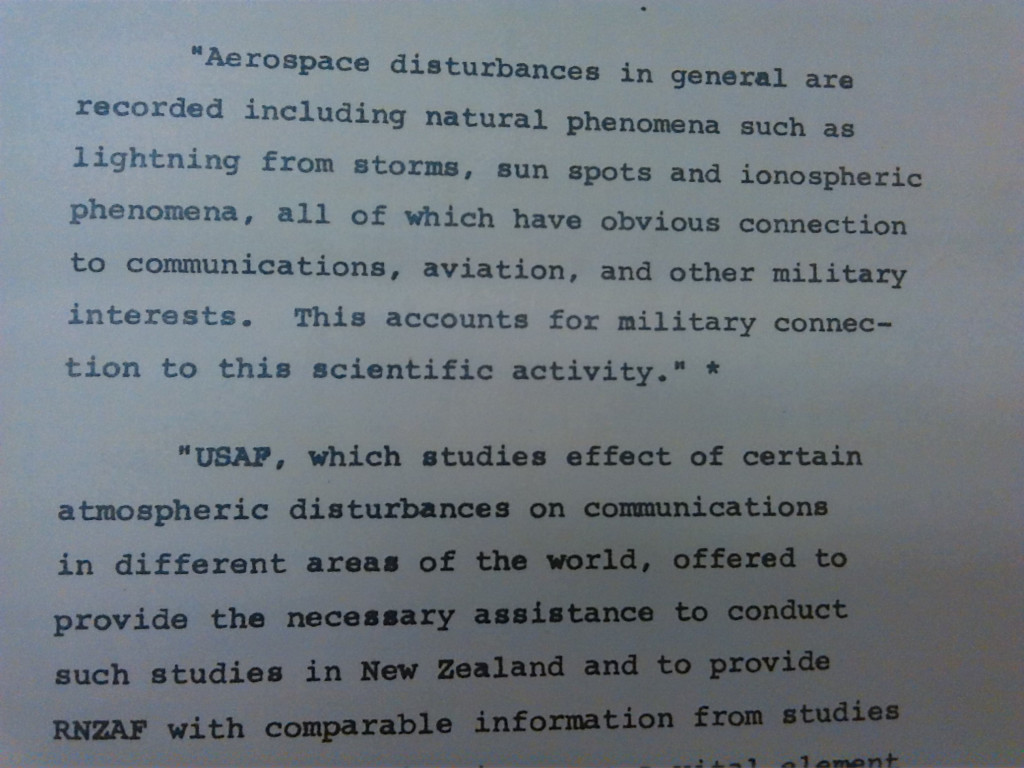 "Aerospace disturbances in general are
recorded including natural phenomena such as
lightning from storms, sun spots and ionospheric
phenomena, all of which have obvious connection
to communications, aviation, and other military
interests. This accounts for military connec-
tion to this scientific activity." *
"USAF, which studies effect of certain
atmospheric disturbances on communications
in different areas of the world, offered to
provide the necessary assistance to conduct
such studies in New Zealand and to provide
RNZAF with comparable information from studies
vital element